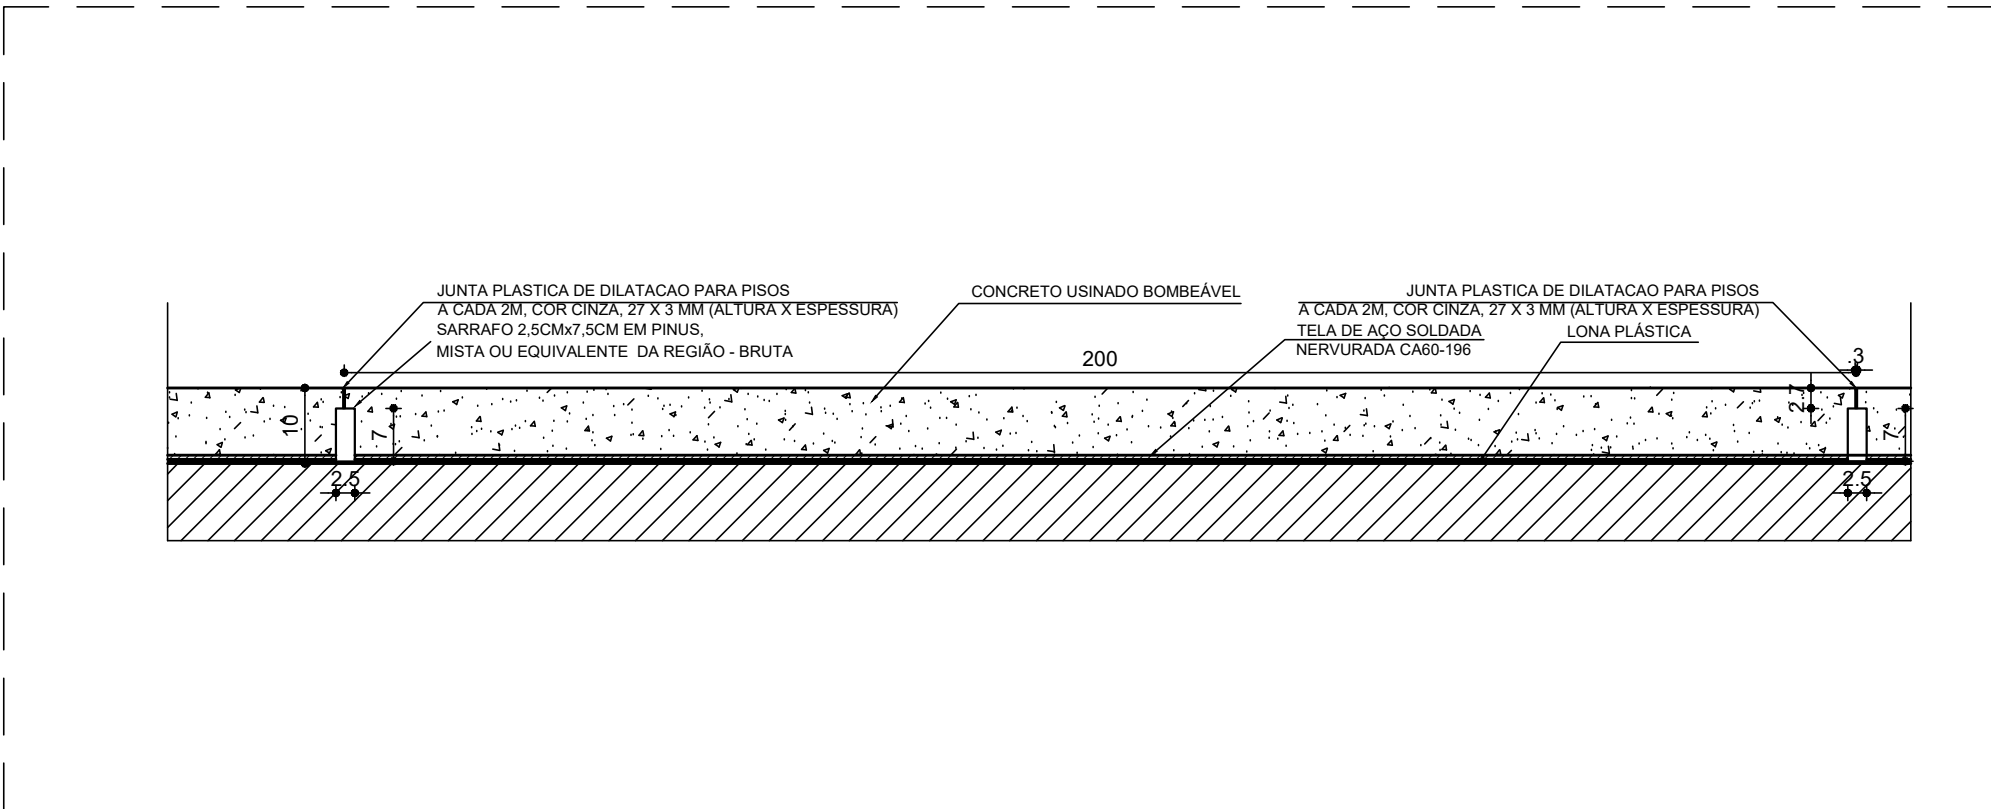 JUNTA PLASTICA DE DILATACAO PARA PISOS
A CADA 2M, COR CINZA, 27 X 3 MM (ALTURA X ESPESSURA)
SARRAFO 2,5CMx7,5CM EM PINUS,
MISTA OU EQUIVALENTE DA REGIÃO - BRUTA
CONCRETO USINADO BOMBEÁVEL
JUNTA PLASTICA DE DILATACAO PARA PISOS
A CADA 2M, COR CINZA, 27 X 3 MM (ALTURA X ESPESSURA)
TELA DE AÇO SOLDADA
NERVURADA CA60-196
LONA PLÁSTICA
200
.3
10
7
2.7
7
2.5
2.5